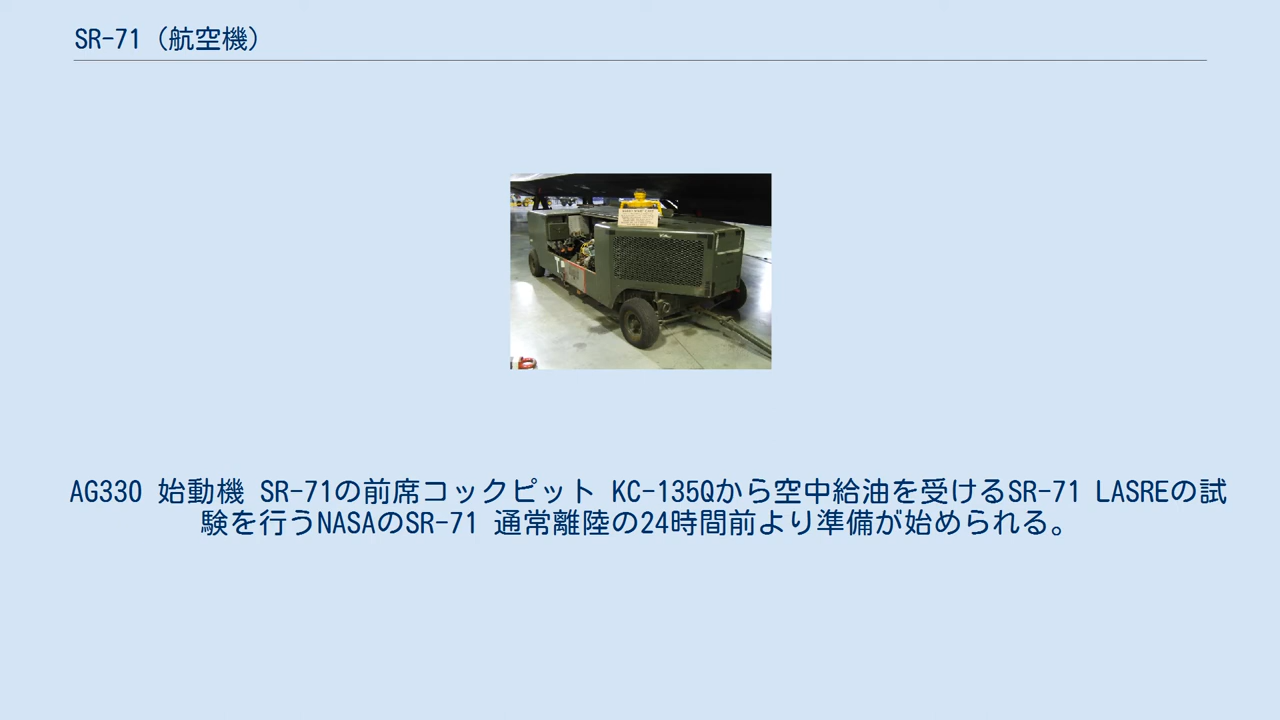 SR-71（航空機）
AG330 始動機 SR-71の前席コックピット KC-135Qから空中給油を受けるSR-71 LASREの試
験を行うNASAのSR-71 通常離陸の24時間前より準備が始められる。